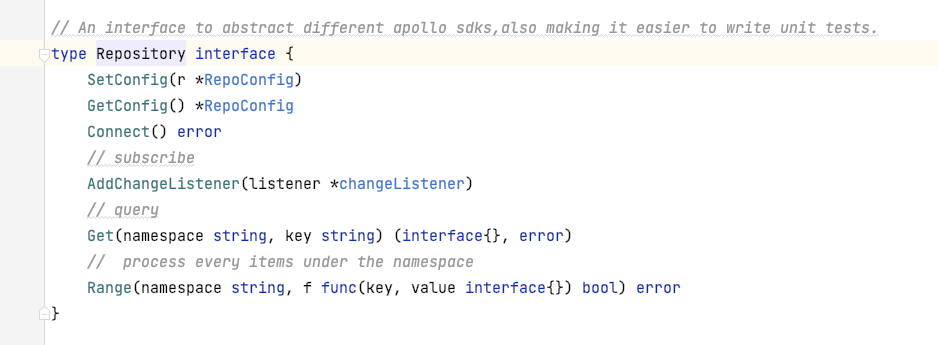 // An interface to abstract different apollo sdks,also making it easier to write unit tests.
type Repository interface {
    SetConfig(r *RepoConfig)
    GetConfig() *RepoConfig
    Connect() error
    // subscribe
    AddChangeListener(listener *changeListener)
    // query
    Get(namespace string, key string) (interface{}, error)
    //  process every items under the namespace
    Range(namespace string, f func(key, value interface{}) bool) error
}